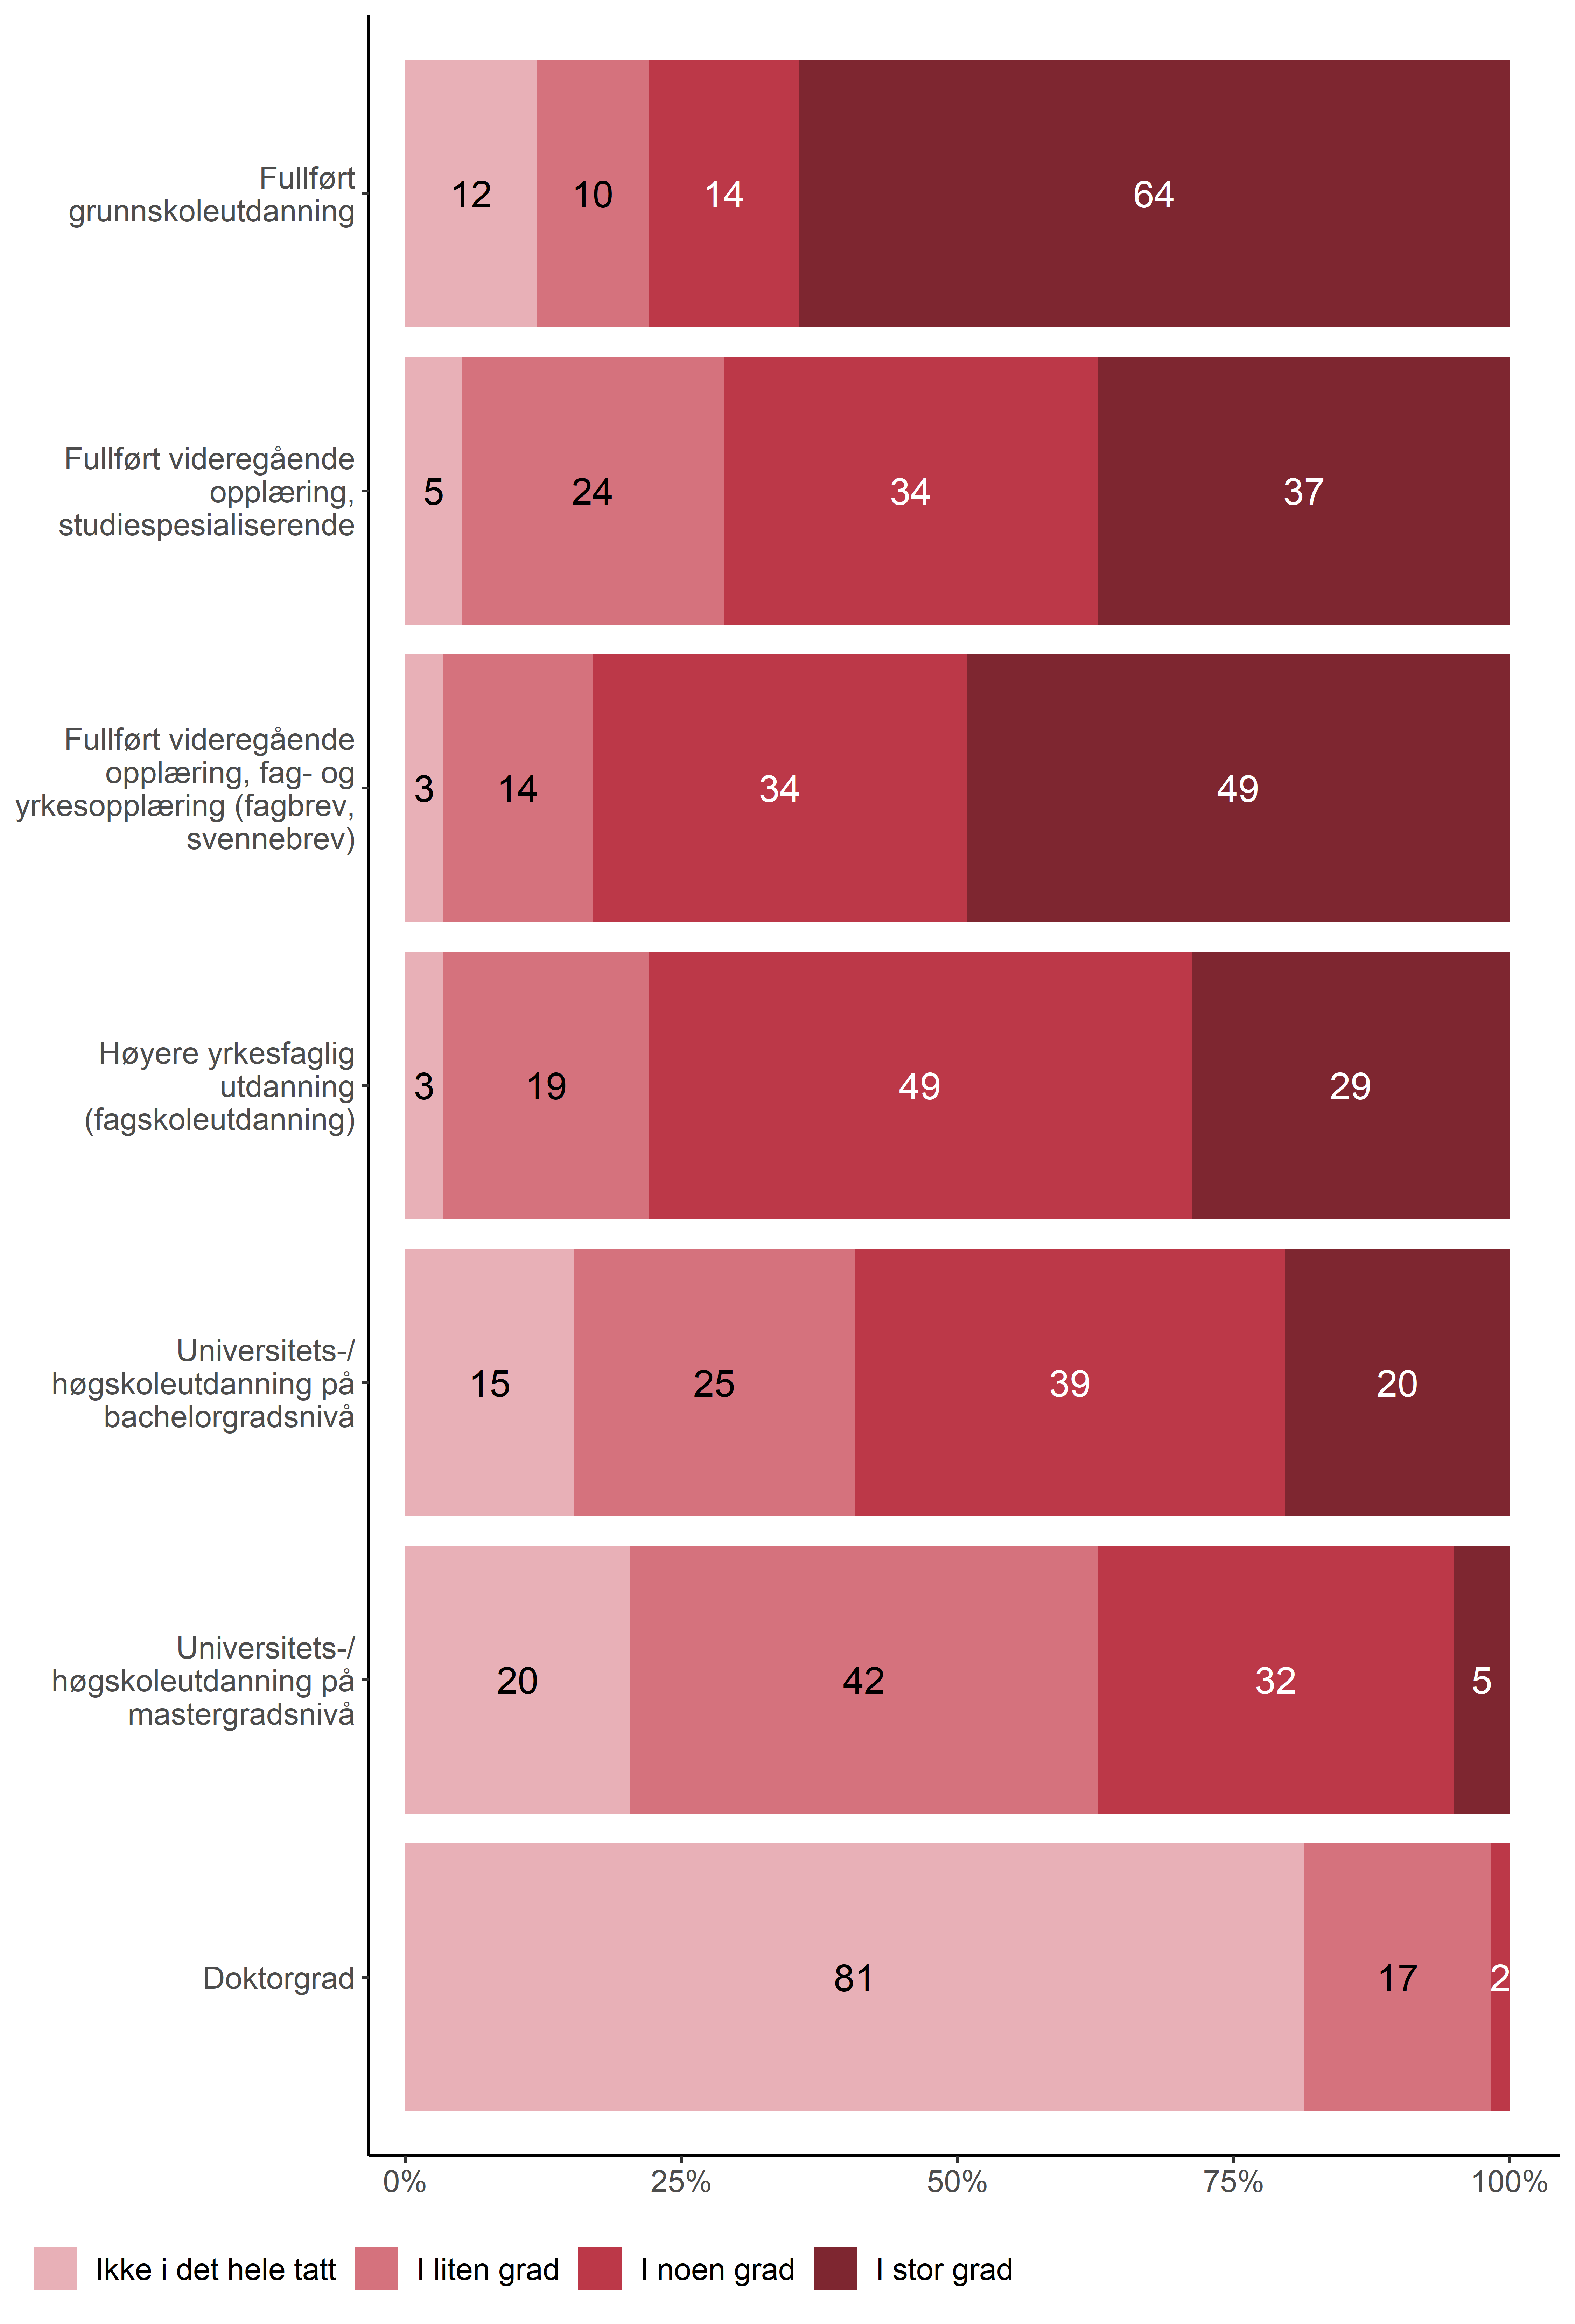 Fullført
grunnskoleutdanning
12 10 14 64
Fullført videregående
opplæring,
studiespesialiserende
5 24 34 37
Fullført videregående
opplæring, fag- og
yrkesopplæring (fagbrev,
svennebrev)
3 14 34 49
Høyere yrkesfaglig
utdanning
(fagskoleutdanning)
3 19 49 29
Universitets-/
høgskoleutdanning på
bachelorgradsnivå
15 25 39 20
Universitets-/
høgskoleutdanning på
mastergradsnivå
20 42 32 5
Doktorgrad
81 17 2
0% 25% 50% 75% 100%
Ikke i det hele tatt I liten grad I noen grad I stor grad